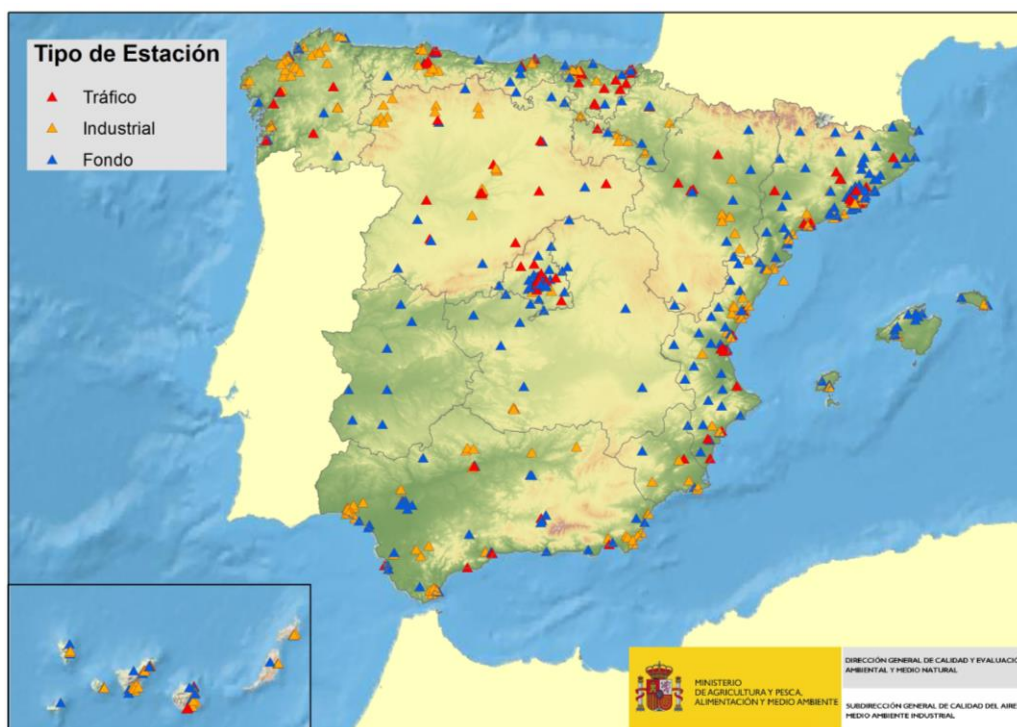 Tipo de Estación
Tráfico
Industrial
Fondo
MINISTERIO
DE AGRICULTURA Y PESCA,
ALIMENTACIÓN Y MEDIO AMBIENTE
DIRECCIÓN GENERAL DE CALIDAD Y EVALUACIÓ
AMBIENTAL Y MEDIO NATURAL
SUBDIRECCIÓN GENERAL DE CALIDAD DEL AIRE
MEDIO AMBIENTE INDUSTRIAL